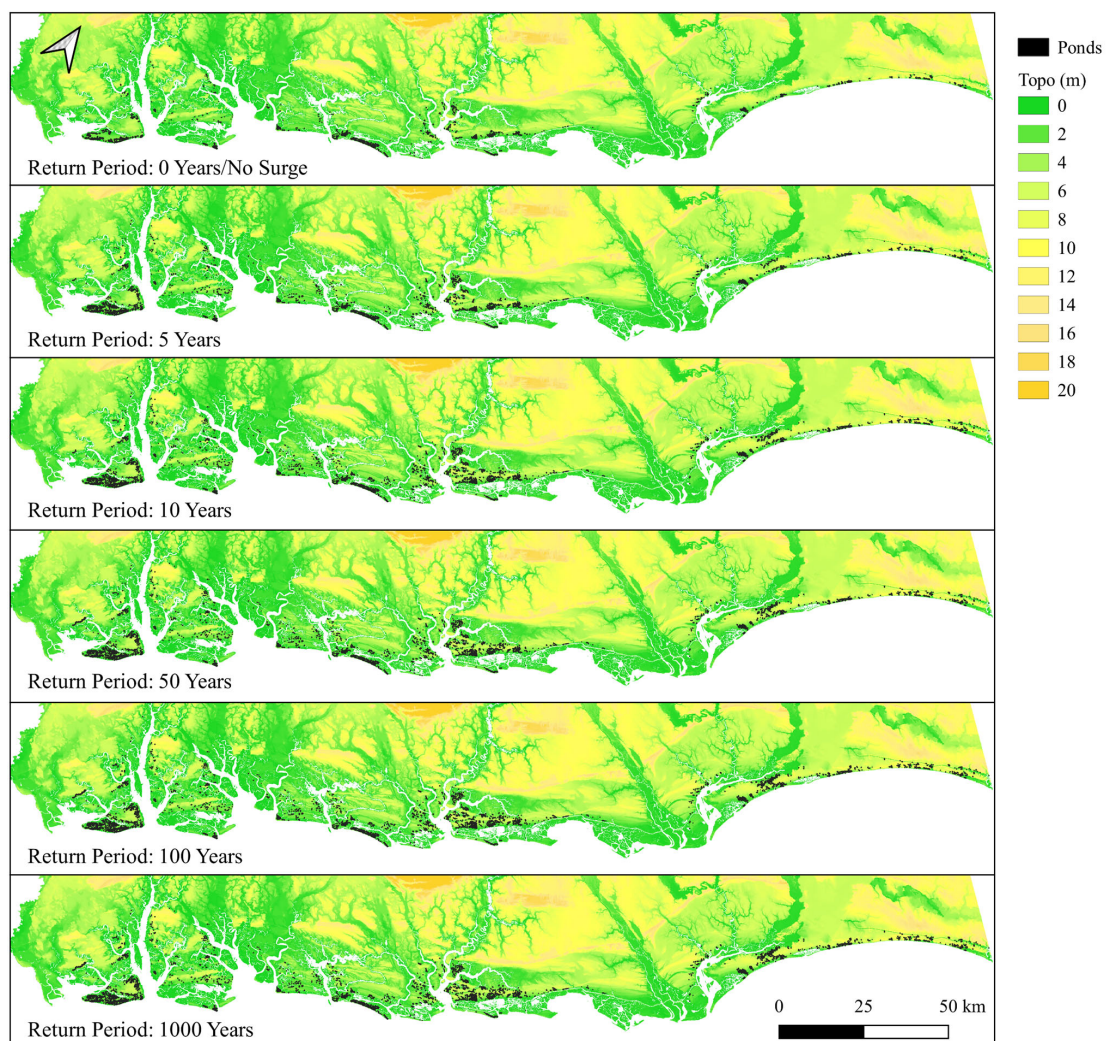 Return Period: 0 Years/No Surge
Return Period: 5 Years
Return Period: 10 Years
Return Period: 50 Years
Return Period: 100 Years
Return Period: 1000 Years
0 25 50 km
Ponds
Topo (m)
0
2
4
6
8
10
12
14
16
18
20